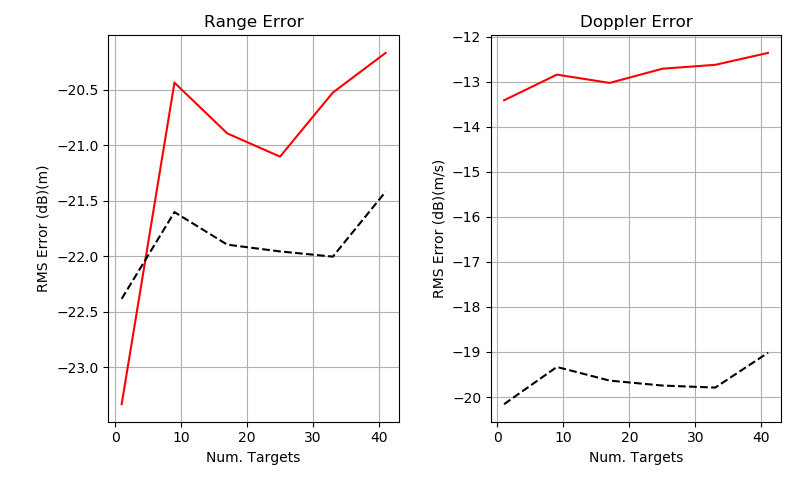 Range Error
RMS Error (dB)(m)
−20.5
−21.0
−21.5
−22.0
−22.5
−23.0
0 10 20 30 40
Num. Targets
Doppler Error
RMS Error (dB)(m/s)
−12
−13
−14
−15
−16
−17
−18
−19
−20
0 10 20 30 40
Num. Targets